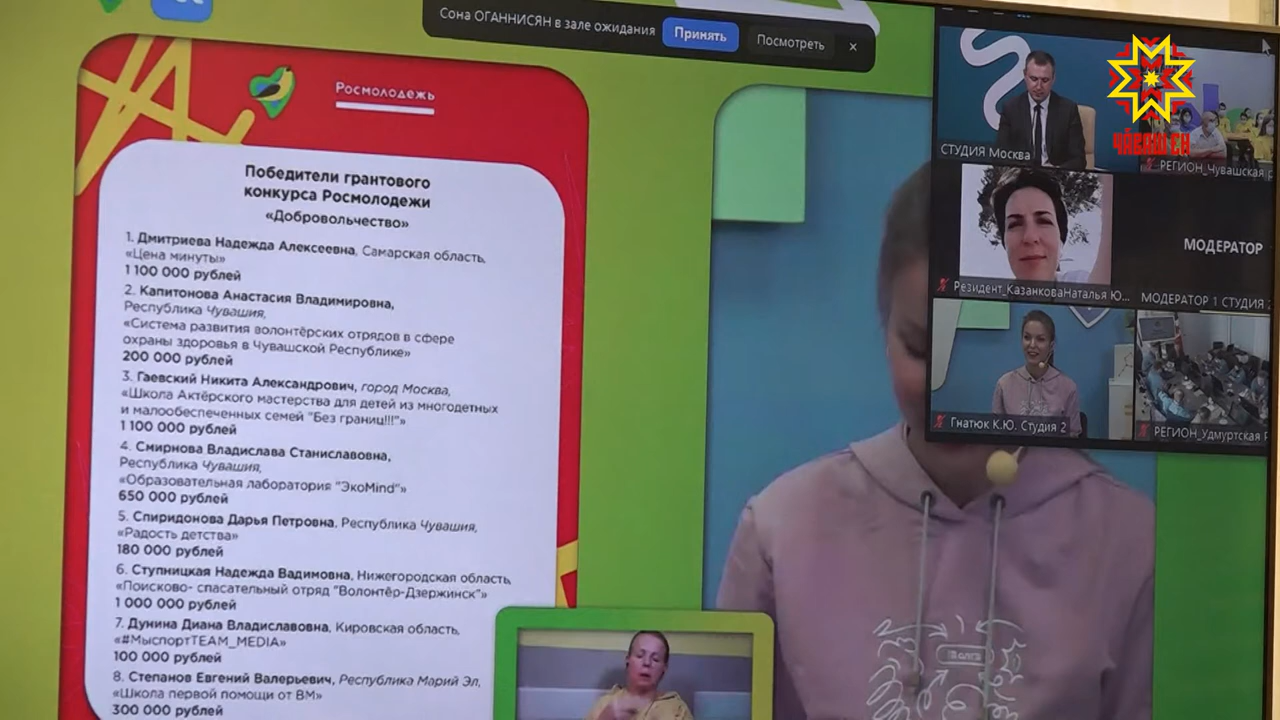 Сона ОГАННИСЯН в зале ожидания
Принять
Посмотреть
×
Росмолодежь
Победители грантового
конкурса Росмолодежи
«Добровольчество»
1. Дмитриева Надежда Алексеевна, Самарская область,
«Цена минуты»
1 100 000 рублей
2. Капитонова Анастасия Владимировна,
Республика Чувашия,
«Система развития волонтёрских отрядов в сфере
охраны здоровья в Чувашской Республике»
200 000 рублей
3. Гаевский Никита Александрович, город Москва,
«Школа Актёрского мастерства для детей из многодетных
и малообеспеченных семей "Без границ!!!"»
1 100 000 рублей
4. Смирнова Владислава Станиславовна,
Республика Чувашия,
«Образовательная лаборатория "ЭкоMind"»
650 000 рублей
5. Спиридонова Дарья Петровна, Республика Чувашия,
«Радость детства»
180 000 рублей
6. Ступницкая Надежда Вадимовна, Нижегородская область,
«Поисково- спасательный отряд "Волонтёр-Дзержинск"»
1 000 000 рублей
7. Дунина Диана Владиславовна, Кировская область,
«#МыспортTEAM_MEDIA»
100 000 рублей
8. Степанов Евгений Валерьевич, Республика Марий Эл,
«Школа первой помощи от ВМ»
300 000 рублей
СТУДИЯ Москва
РЕГИОН_Чувашская р
ЧӐВАШ ЕН
Резидент_КазанковаНаталья Ю...
МОДЕРАТОР
МОДЕРАТОР 1 СТУДИЯ 2
Гнатюк К.Ю. Студия 2
РЕГИОН_Удмуртская Р